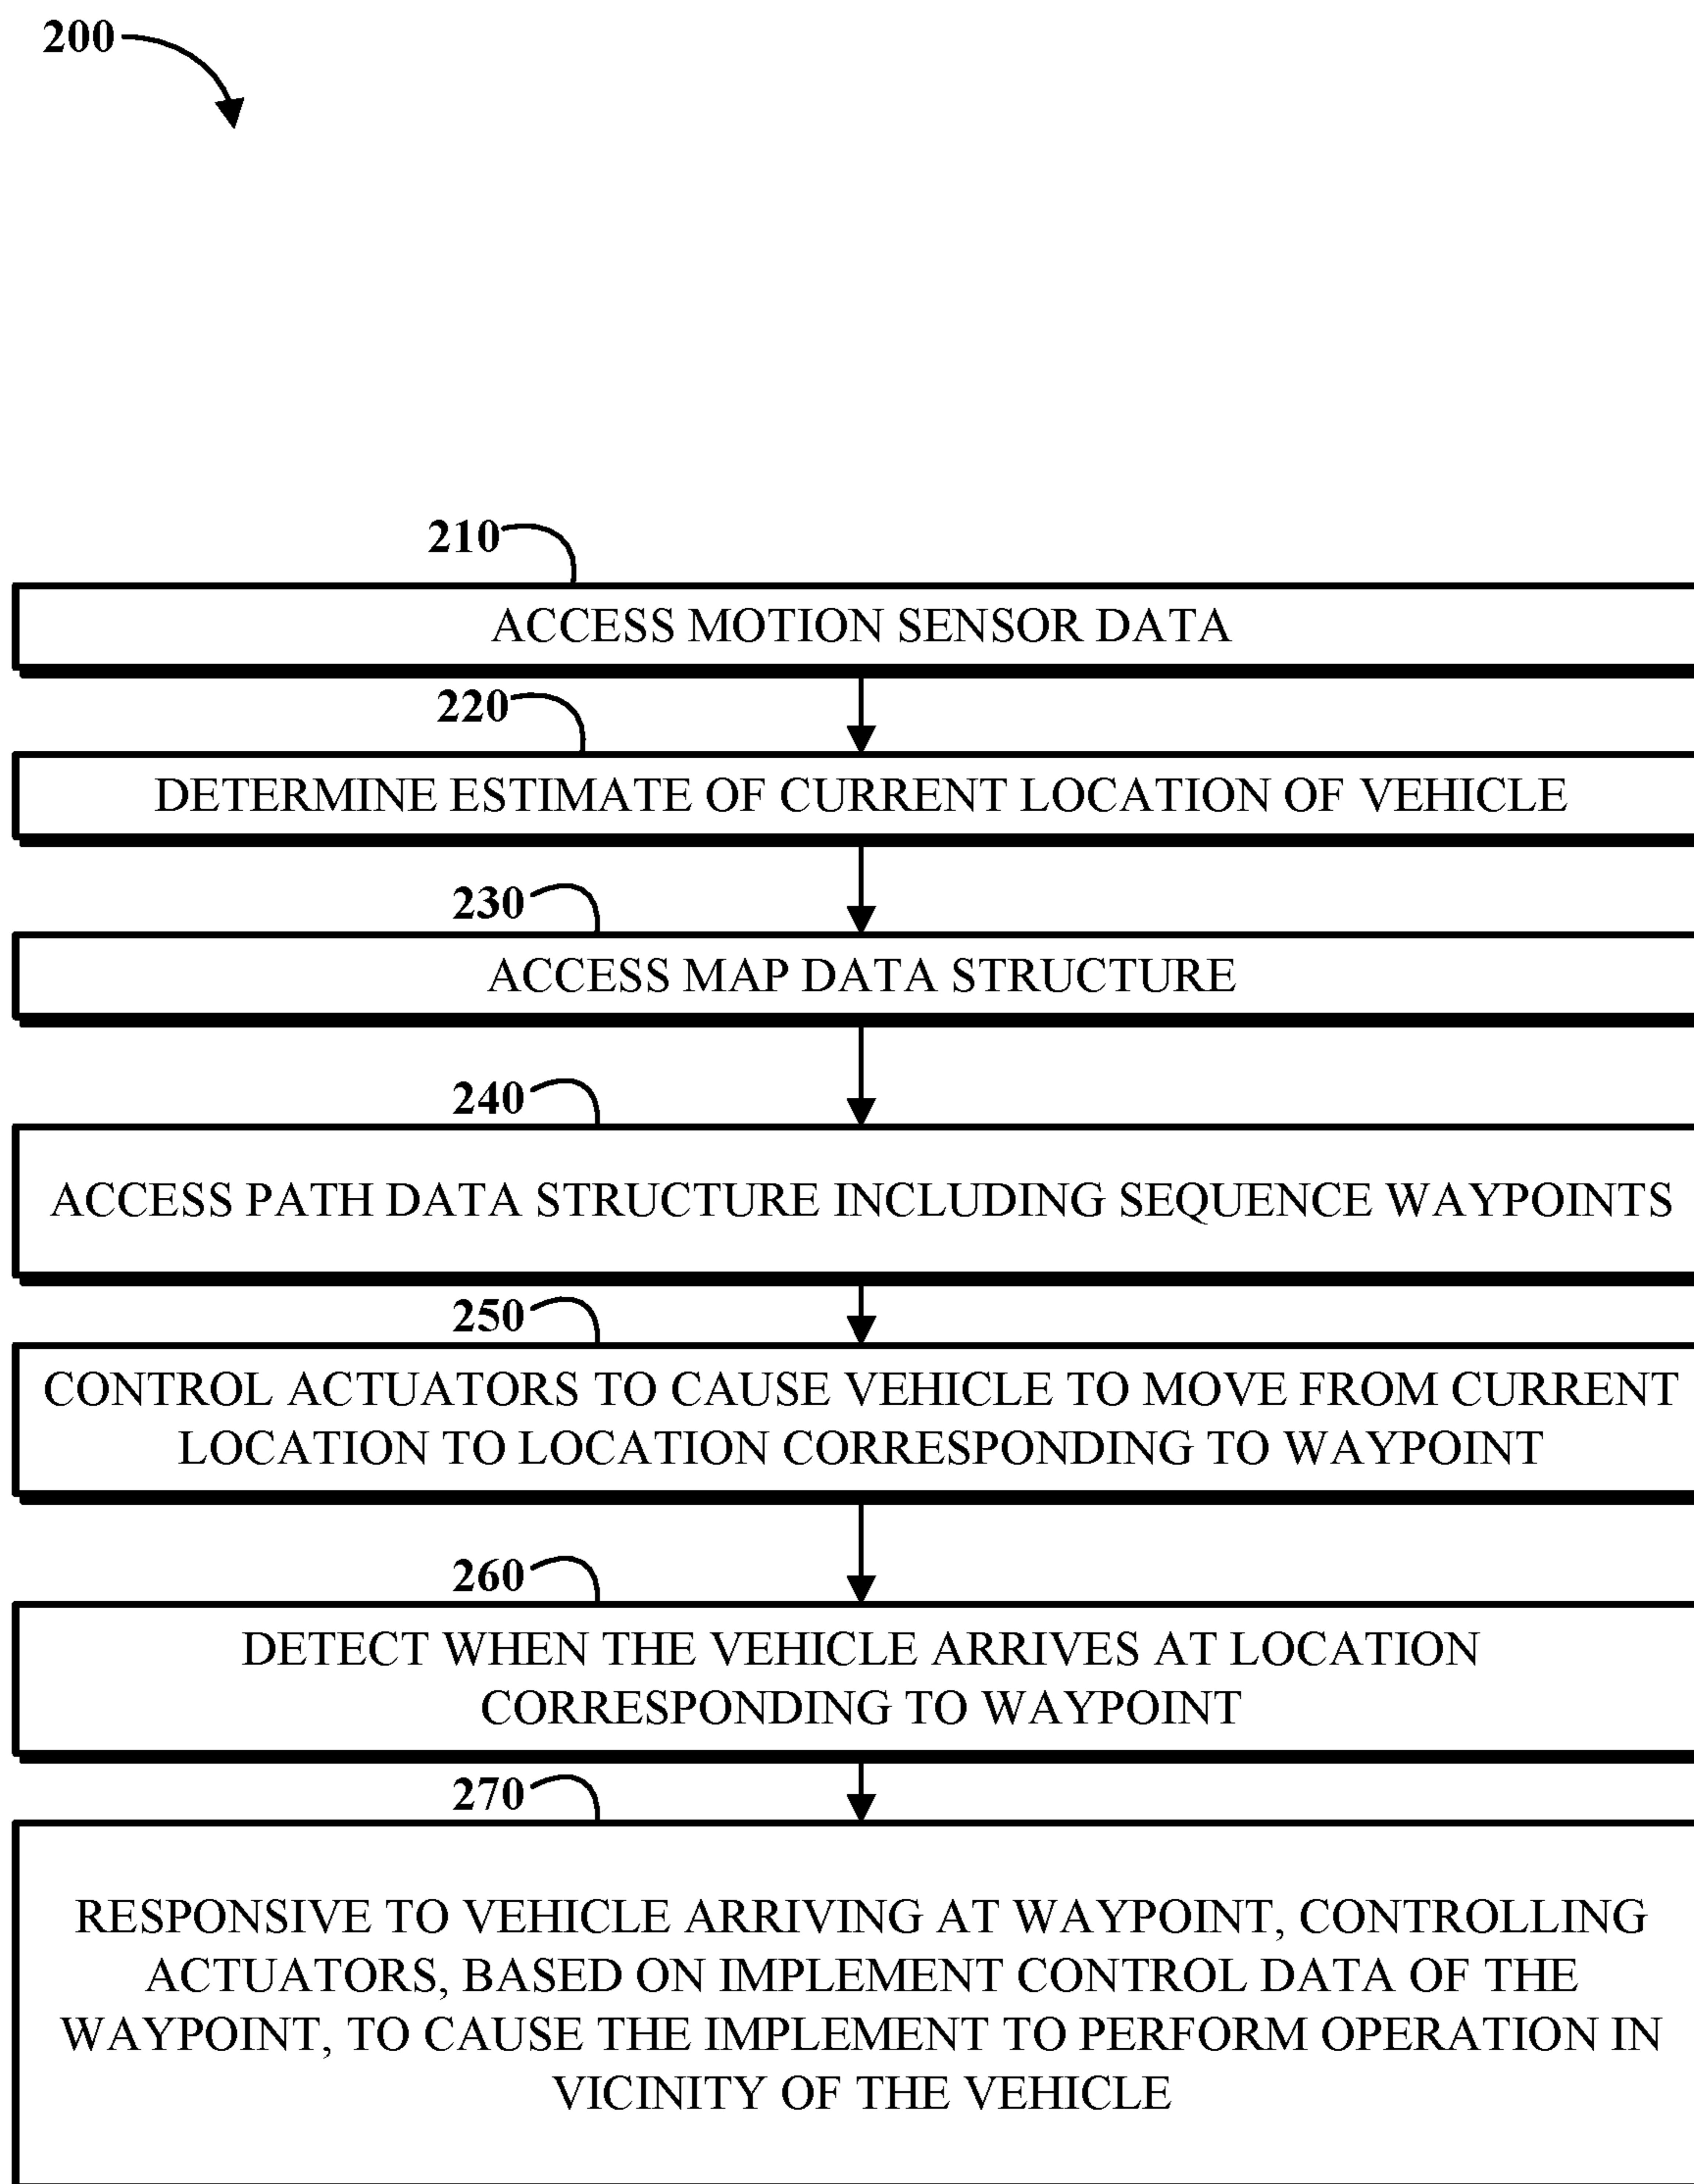 200
210
ACCESS MOTION SENSOR DATA
220
DETERMINE ESTIMATE OF CURRENT LOCATION OF VEHICLE
230
ACCESS MAP DATA STRUCTURE
240
ACCESS PATH DATA STRUCTURE INCLUDING SEQUENCE WAYPOINTS
250
CONTROL ACTUATORS TO CAUSE VEHICLE TO MOVE FROM CURRENT
LOCATION TO LOCATION CORRESPONDING TO WAYPOINT
260
DETECT WHEN THE VEHICLE ARRIVES AT LOCATION
CORRESPONDING TO WAYPOINT
270
RESPONSIVE TO VEHICLE ARRIVING AT WAYPOINT, CONTROLLING
ACTUATORS, BASED ON IMPLEMENT CONTROL DATA OF THE
WAYPOINT, TO CAUSE THE IMPLEMENT TO PERFORM OPERATION IN
VICINITY OF THE VEHICLE